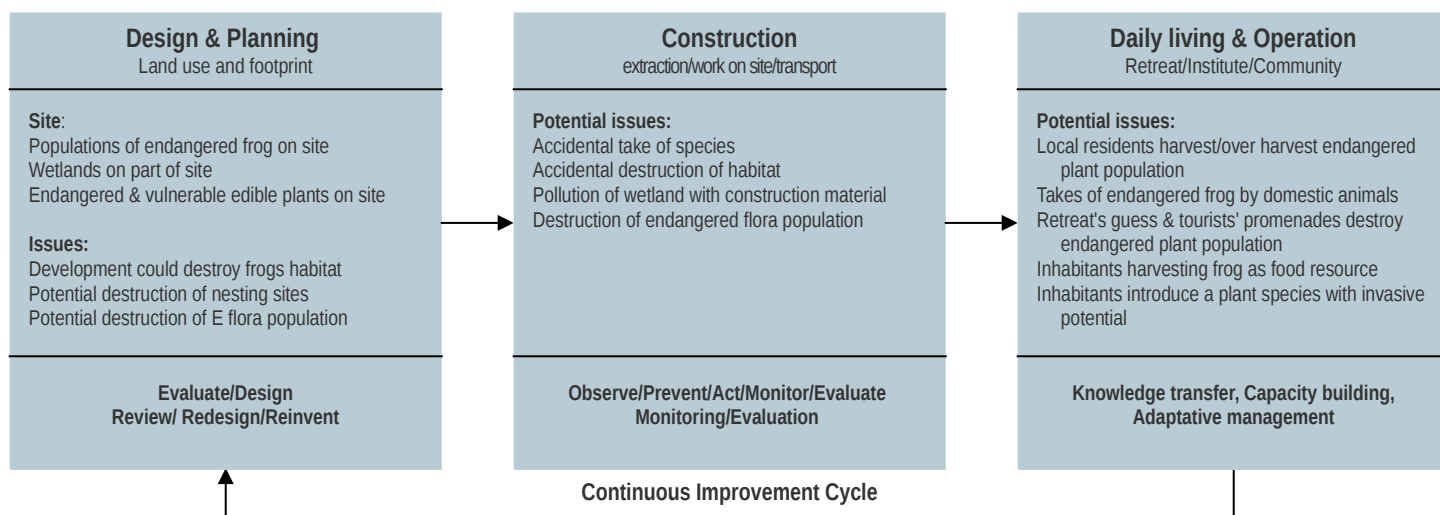 Design & Planning
Land use and footprint
Site:
Populations of endangered frog on site
Wetlands on part of site
Endangered & vulnerable edible plants on site
Issues:
Development could destroy frogs habitat
Potential destruction of nesting sites
Potential destruction of E flora population
Evaluate/Design
Review/ Redesign/Reinvent
Construction
extraction/work on site/transport
Potential issues:
Accidental take of species
Accidental destruction of habitat
Pollution of wetland with construction material
Destruction of endangered flora population
Observe/Prevent/Act/Monitor/Evaluate
Monitoring/Evaluation
Daily living & Operation
Retreat/Institute/Community
Potential issues:
Local residents harvest/over harvest endangered
plant population
Takes of endangered frog by domestic animals
Retreat's guess & tourists' promenades destroy
endangered plant population
Inhabitants harvesting frog as food resource
Inhabitants introduce a plant species with invasive
potential
Knowledge transfer, Capacity building,
Adaptative management
Continuous Improvement Cycle